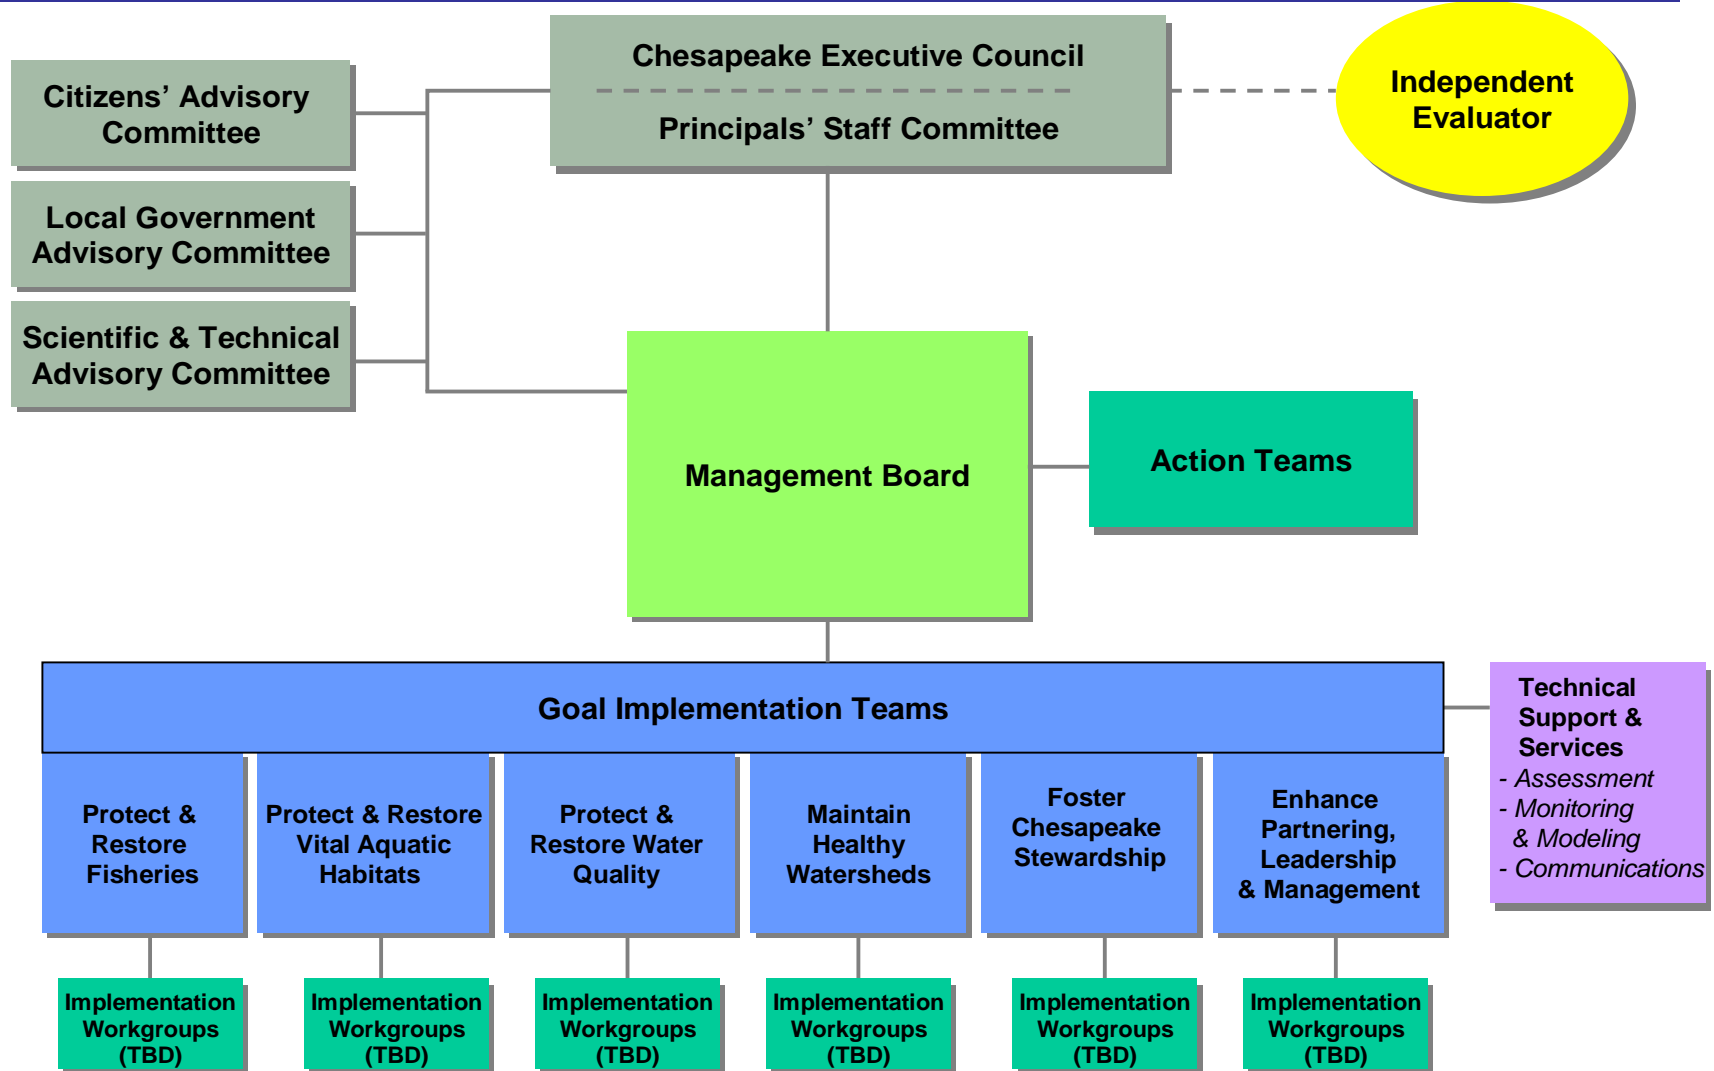 Chesapeake Executive Council
Principals' Staff Committee
Independent
Evaluator
Citizens' Advisory
Committee
Local Government
Advisory Committee
Scientific & Technical
Advisory Committee
Management Board
Action Teams
Goal Implementation Teams
Technical
Support &
Services
- Assessment
- Monitoring
& Modeling
- Communications
Protect &
Restore
Fisheries
Protect & Restore
Vital Aquatic
Habitats
Protect &
Restore Water
Quality
Maintain
Healthy
Watersheds
Foster
Chesapeake
Stewardship
Enhance
Partnering,
Leadership
& Management
Implementation
Workgroups
(TBD)
Implementation
Workgroups
(TBD)
Implementation
Workgroups
(TBD)
Implementation
Workgroups
(TBD)
Implementation
Workgroups
(TBD)
Implementation
Workgroups
(TBD)